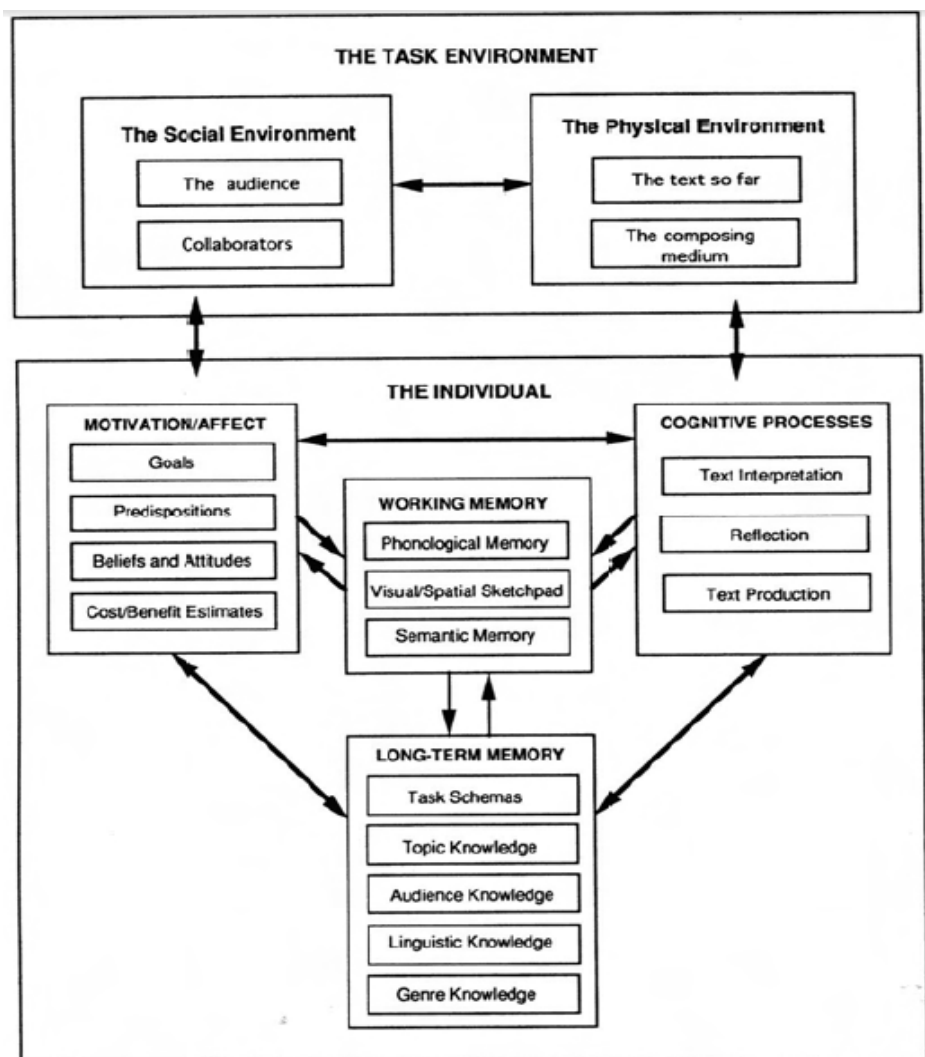 THE TASK ENVIRONMENT
The Social Environment
The audience
Collaborators
The Physical Environment
The text so far
The composing
medium
THE INDIVIDUAL
MOTIVATION/AFFECT
Goals
Predispositions
Beliefs and Attitudes
Cost/Benefit Estimates
WORKING MEMORY
Phonological Memory
Visual/Spatial Sketchpad
Semantic Memory
COGNITIVE PROCESSES
Text Interpretation
Reflection
Text Production
LONG-TERM MEMORY
Task Schemas
Topic Knowledge
Audience Knowledge
Linguistic Knowledge
Genre Knowledge